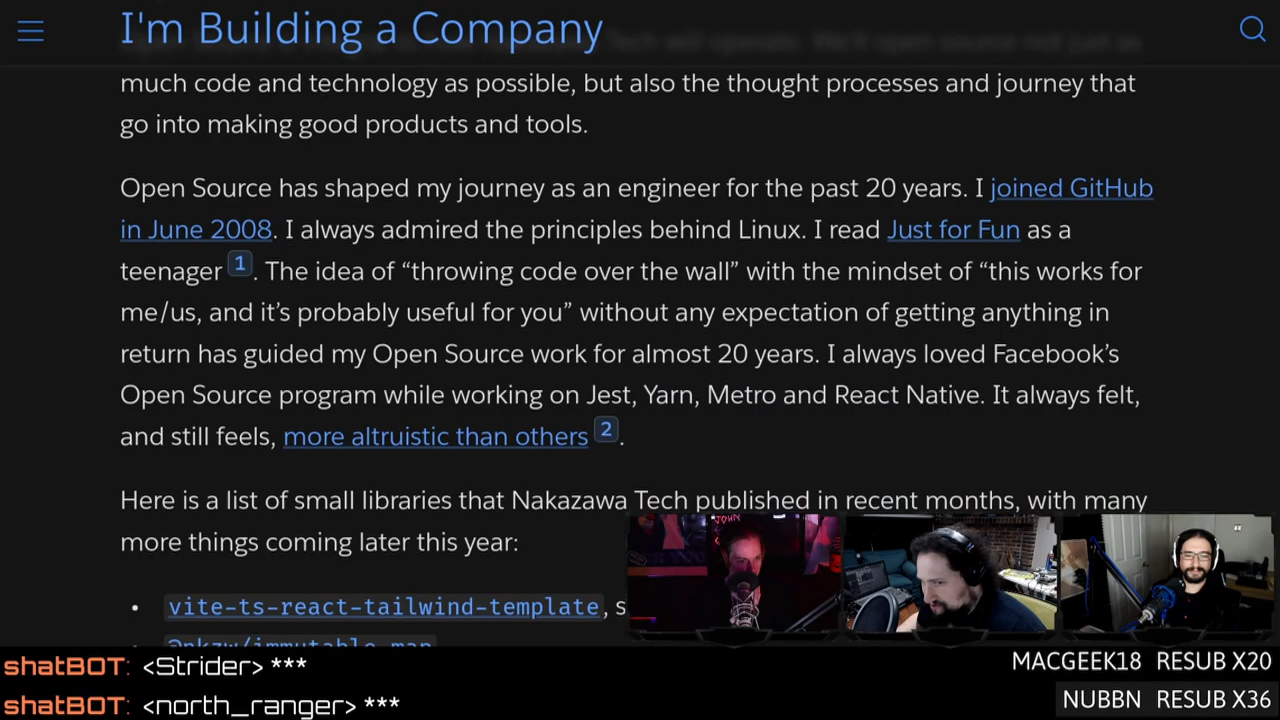 I'm Building a Company
much code and technology as possible, but also the thought processes and journey that
go into making good products and tools.
Open Source has shaped my journey as an engineer for the past 20 years. I joined GitHub
in June 2008. I always admired the principles behind Linux. I read Just for Fun as a
teenager 1. The idea of “throwing code over the wall” with the mindset of “this works for
me/us, and it’s probably useful for you” without any expectation of getting anything in
return has guided my Open Source work for almost 20 years. I always loved Facebook’s
Open Source program while working on Jest, Yarn, Metro and React Native. It always felt,
and still feels, more altruistic than others 2.
Here is a list of small libraries that Nakazawa Tech published in recent months, with many
more things coming later this year:
• vite-ts-react-tailwind-template, s
@nkzw/immutable-map
JOHN
shatBOT: <Strider> ***
shatBOT: <north_ranger> ***
MACGEEK18 RESUB X20
NUBBN RESUB X36